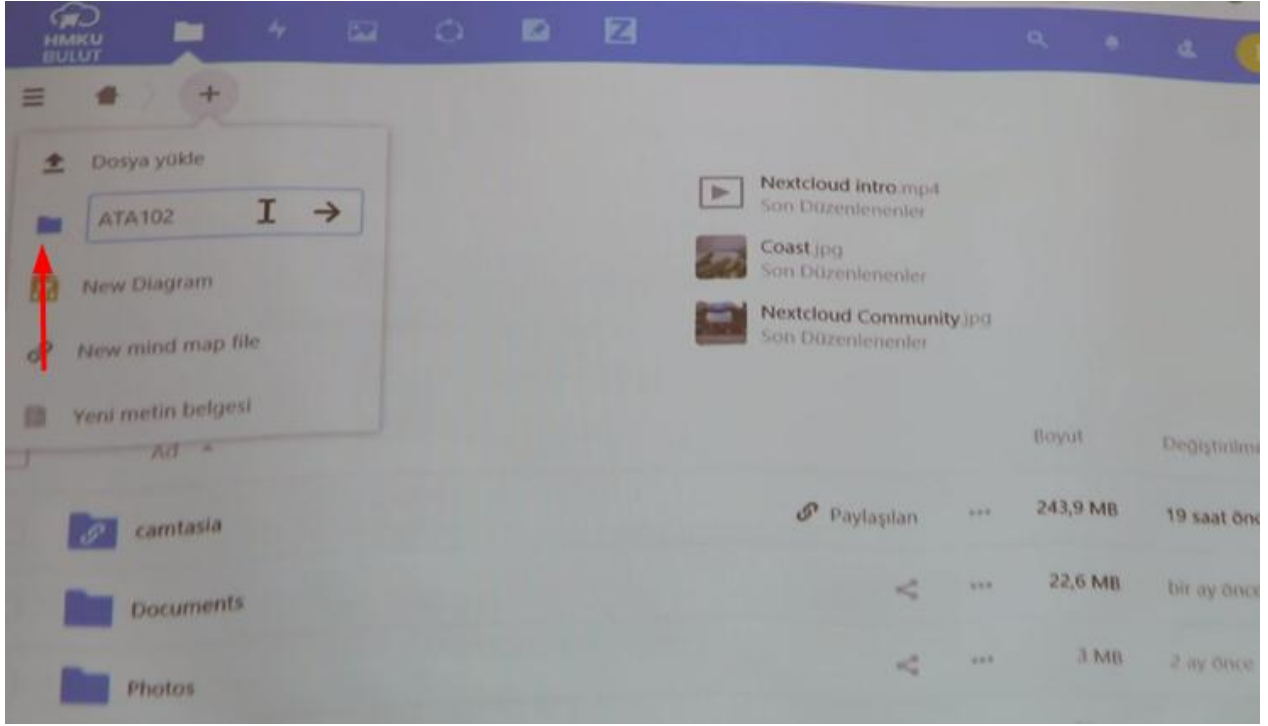 HMKU
BULUT
Dosya yükle
ATA102
New Diagram
New mind map file
Yeni metin belgesi
Nextcloud intro.mp4
Son Düzenlenenler
Coast.jpg
Son Düzenlenenler
Nextcloud Community.jpg
Son Düzenlenenler
Ad Boyut
camtasia Paylaşılan 243,9 MB 19 saat önc
Documents 22,6 MB bir ay önce
Photos 3 MB 2 ay önce